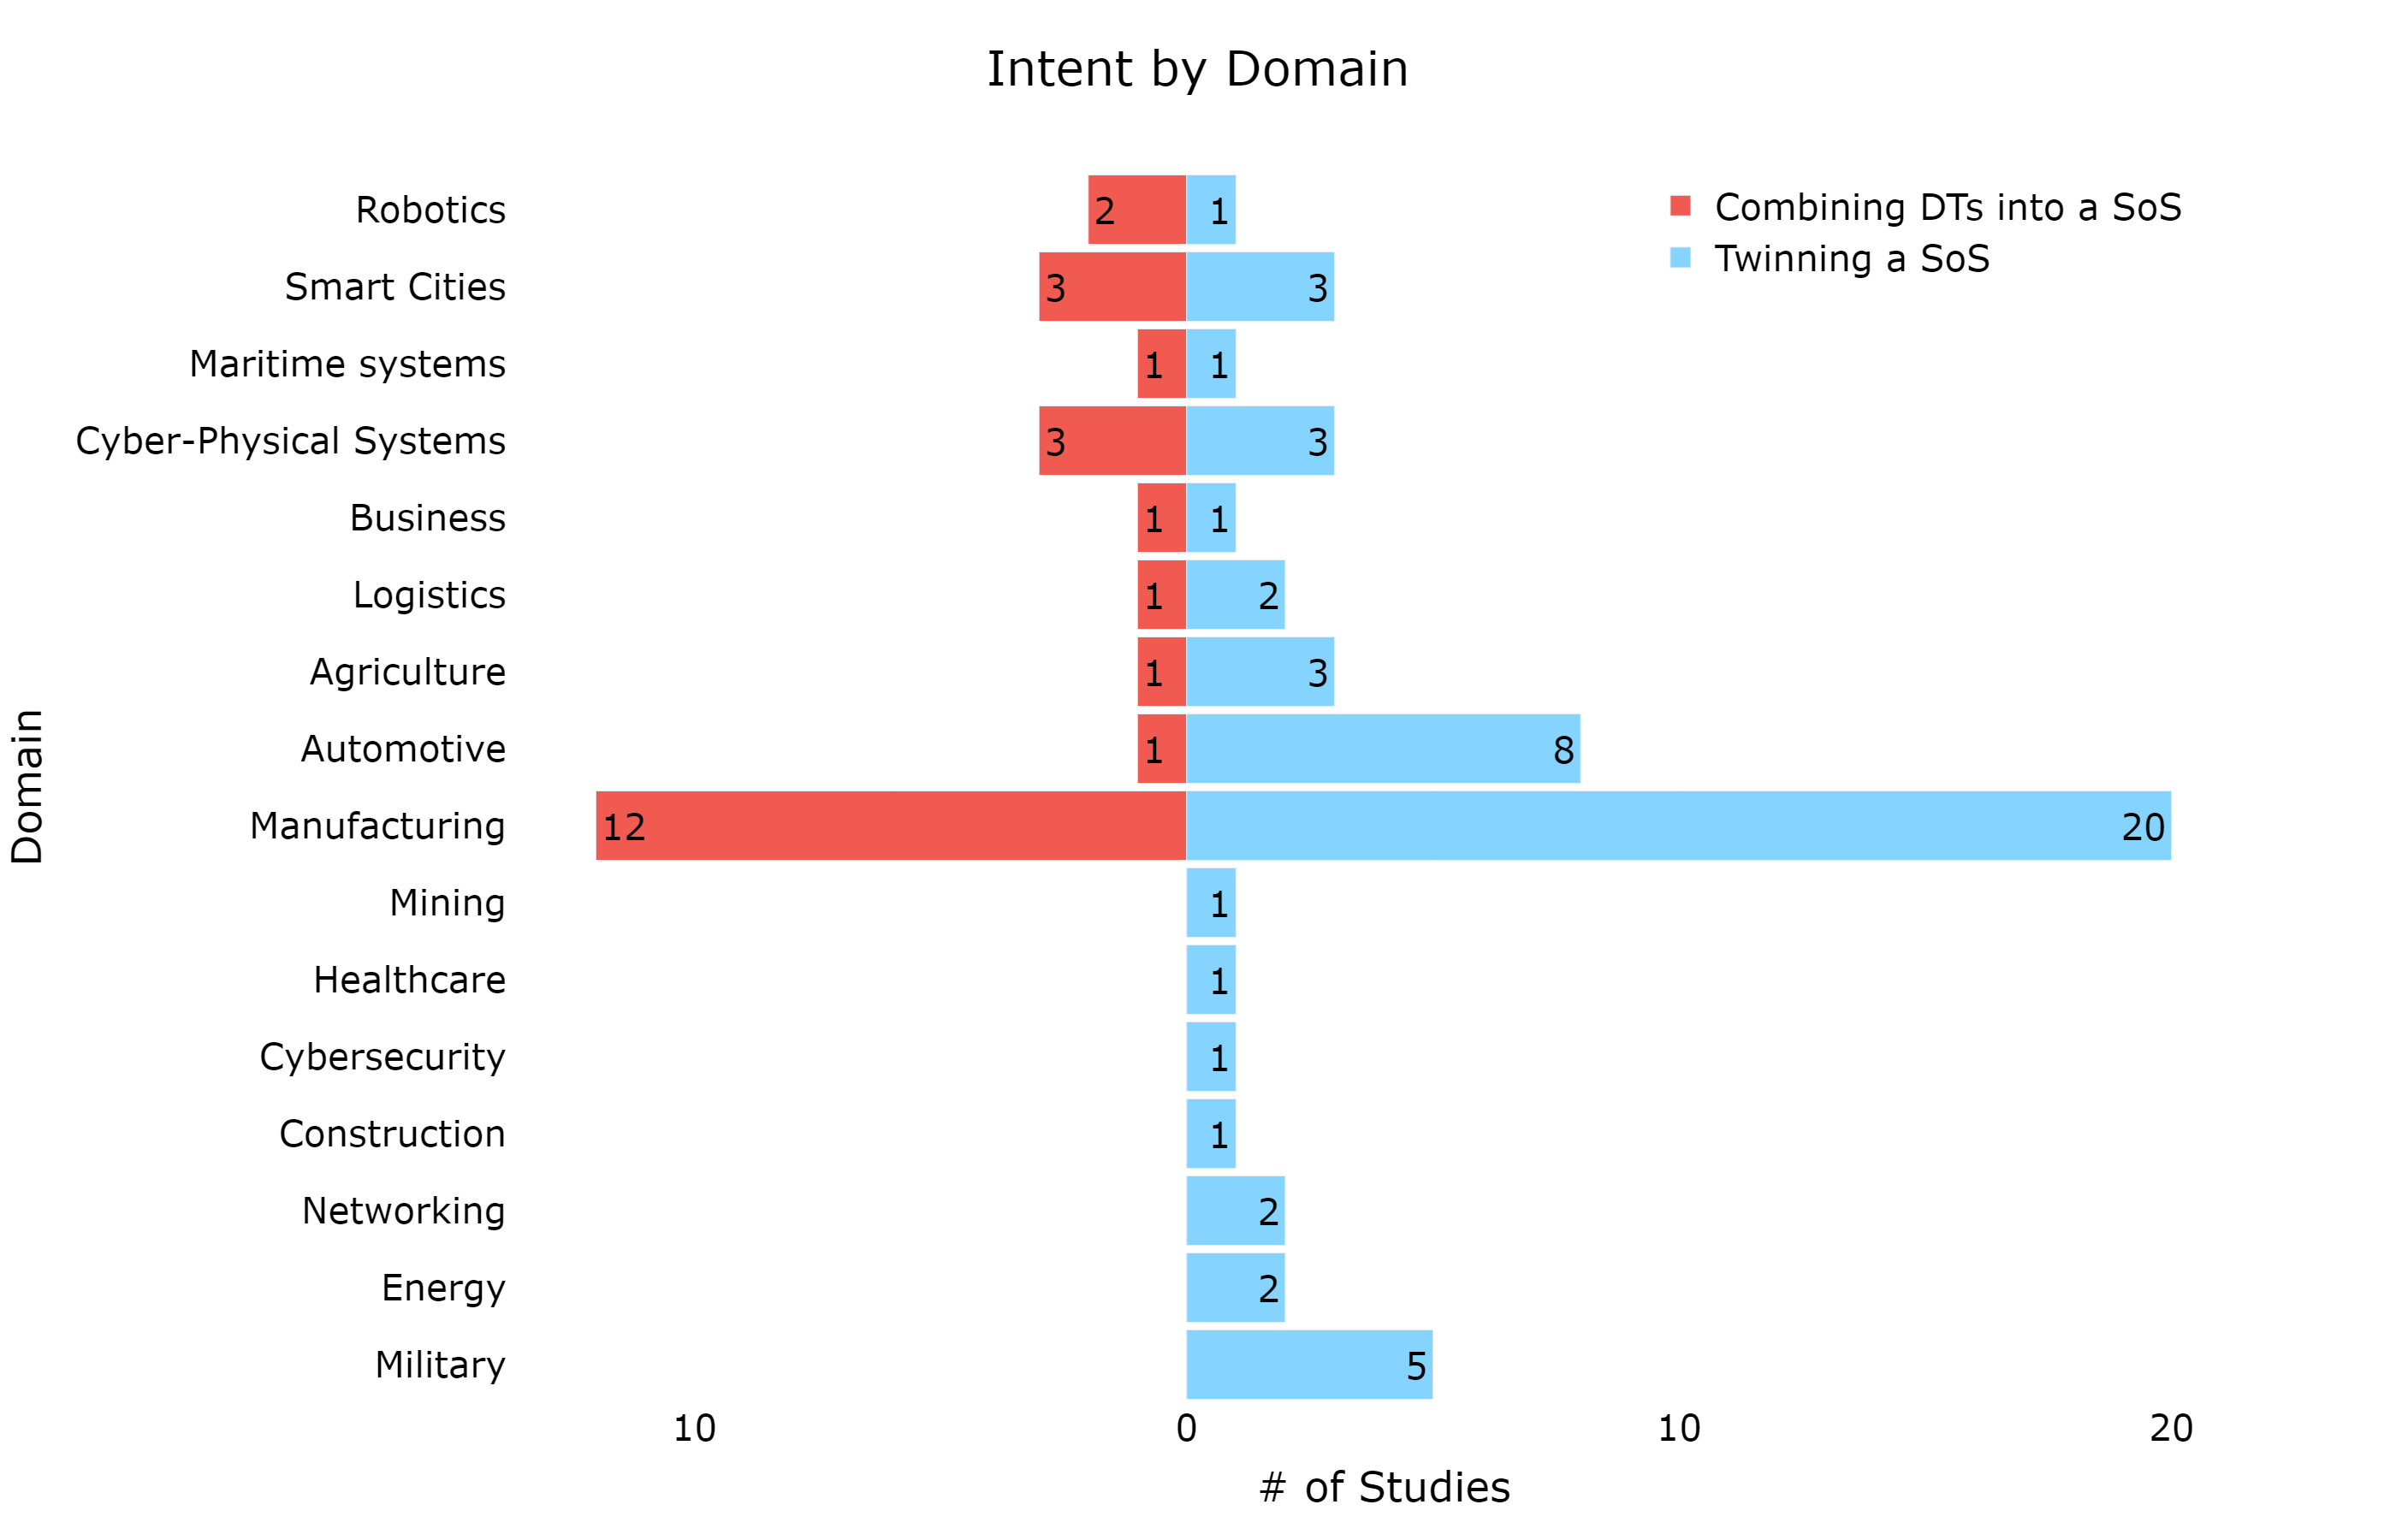 Intent by Domain
Combining DTs into a SoS
Twinning a SoS
Domain
Robotics 2 1
Smart Cities 3 3
Maritime systems 1 1
Cyber-Physical Systems 3 3
Business 1 1
Logistics 1 2
Agriculture 1 3
Automotive 1 8
Manufacturing 12 20
Mining 1
Healthcare 1
Cybersecurity 1
Construction 1
Networking 2
Energy 2
Military 5
10 0 10 20
# of Studies